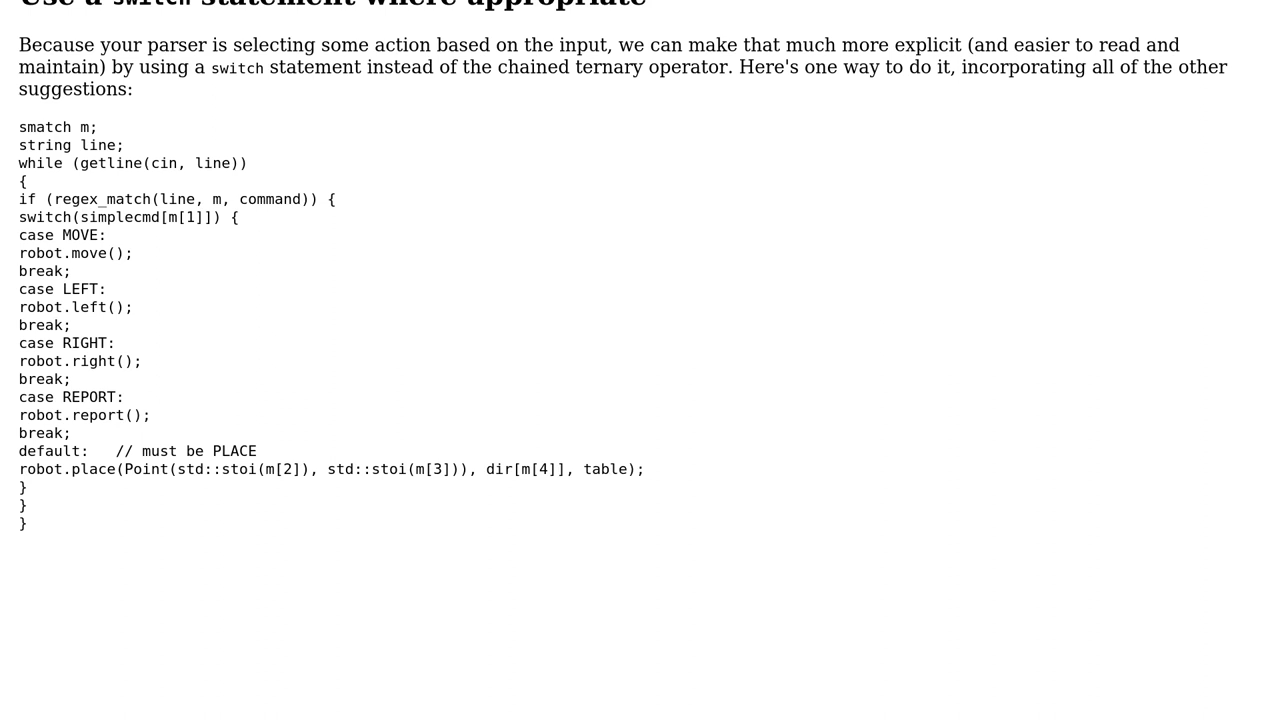 Use a switch statement where appropriate
Because your parser is selecting some action based on the input, we can make that much more explicit (and easier to read and
maintain) by using a switch statement instead of the chained ternary operator. Here's one way to do it, incorporating all of the other
suggestions:
smatch m;
string line;
while (getline(cin, line))
{
if (regex_match(line, m, command)) {
switch(simplecmd[m[1]]) {
case MOVE:
robot.move();
break;
case LEFT:
robot.left();
break;
case RIGHT:
robot.right();
break;
case REPORT:
robot.report();
break;
default:   // must be PLACE
robot.place(Point(std::stoi(m[2]), std::stoi(m[3])), dir[m[4]], table);
}
}
}